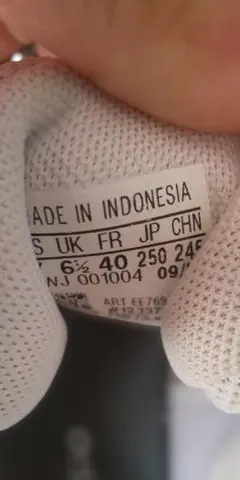 ADE IN INDONESIA
S UK FR JP CHN
6½ 40 250 245
NJ 001004 09/
ART EE769